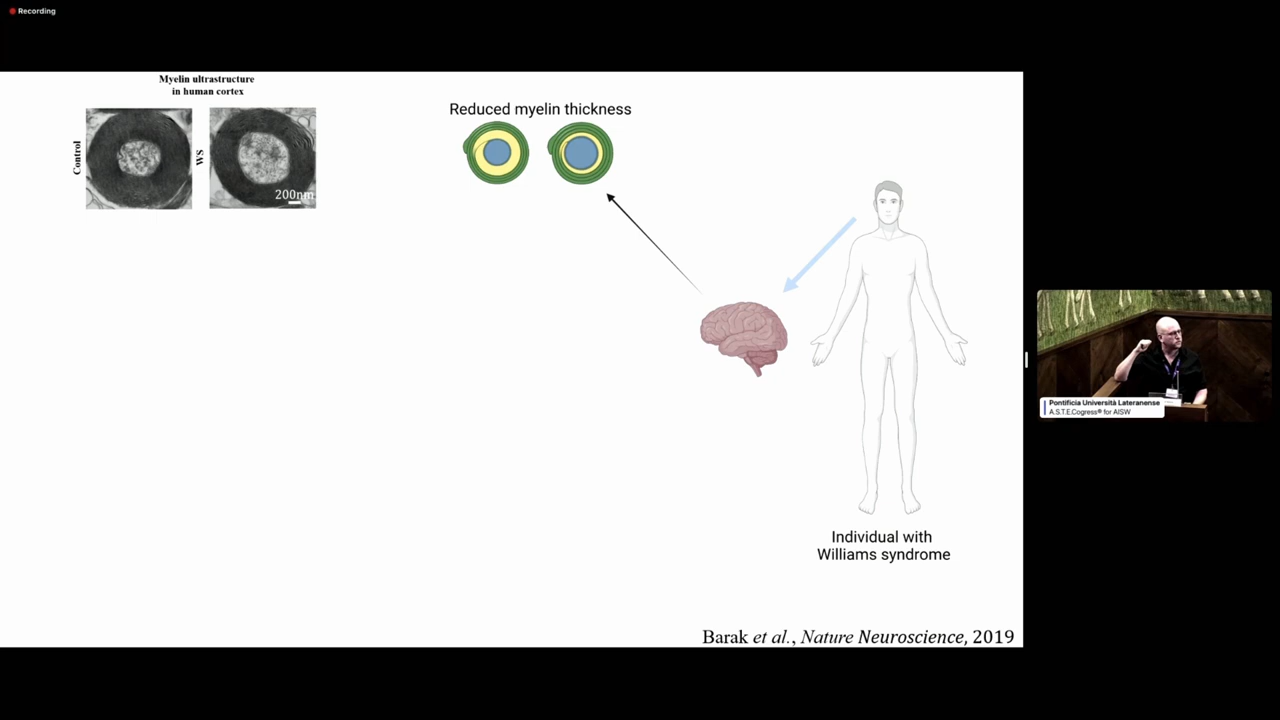 Recording
Myelin ultrastructure
in human cortex
Control
WS
200nm
Reduced myelin thickness
Individual with
Williams syndrome
Barak et al., Nature Neuroscience, 2019
Pontificia Università Lateranense
A.S.T.E.Cogress® for AISW